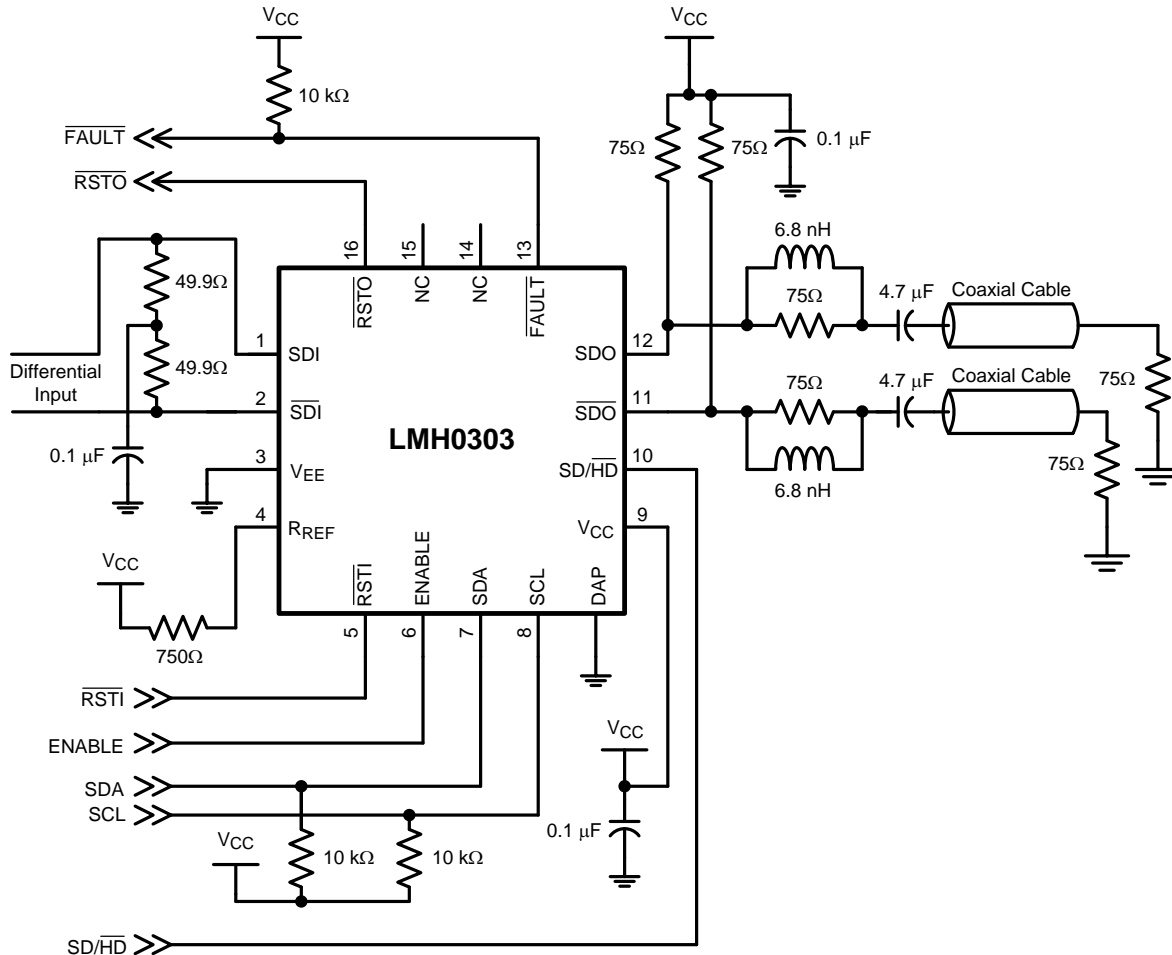 VCC
10 kΩ
FAULT
RSTO
VCC
75Ω
75Ω
0.1 µF
49.9Ω
49.9Ω
Differential
Input
0.1 µF
16
15
14
13
RSTO
NC
NC
FAULT
1
SDI
2
SDI
3
VEE
4
RREF
LMH0303
SDO
12
SDO
11
SD/HD
10
VCC
9
RSTI
ENABLE
SDA
SCL
DAP
5
6
7
8
6.8 nH
75Ω
4.7 µF
Coaxial Cable
75Ω
75Ω
4.7 µF
Coaxial Cable
6.8 nH
75Ω
VCC
750Ω
RSTI
ENABLE
SDA
SCL
VCC
10 kΩ
10 kΩ
VCC
0.1 µF
SD/HD